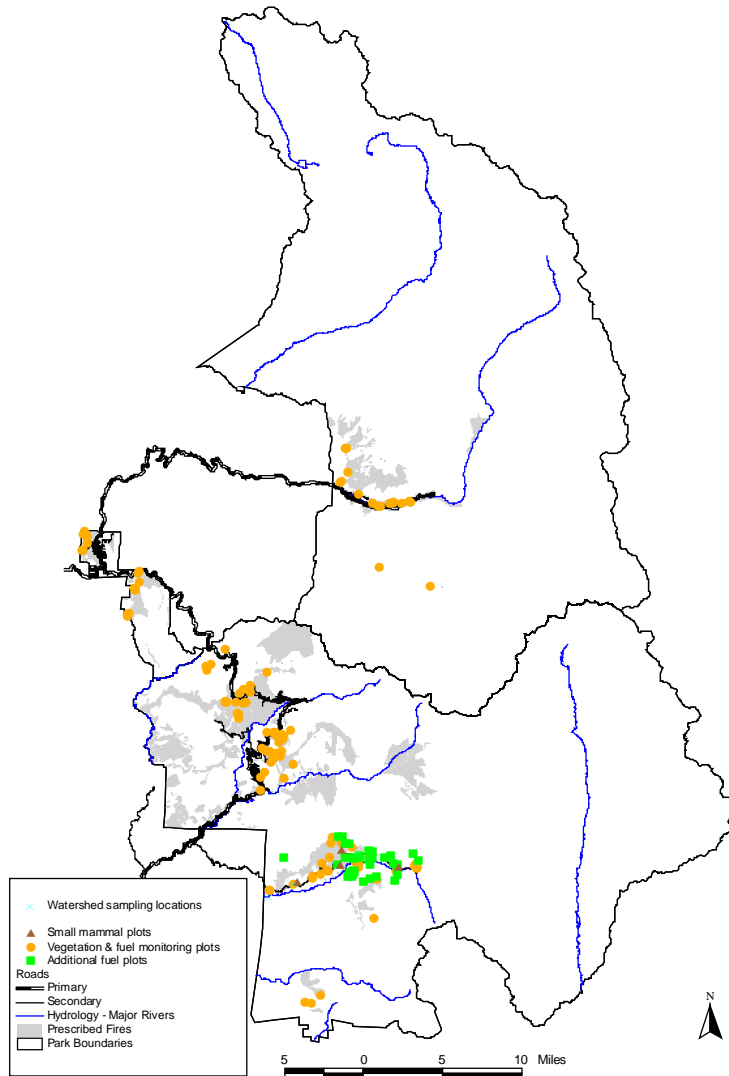 Watershed sampling locations
Small mammal plots
Vegetation & fuel monitoring plots
Additional fuel plots
Roads
Primary
Secondary
Hydrology - Major Rivers
Prescribed Fires
Park Boundaries
N
5 0 10 Miles